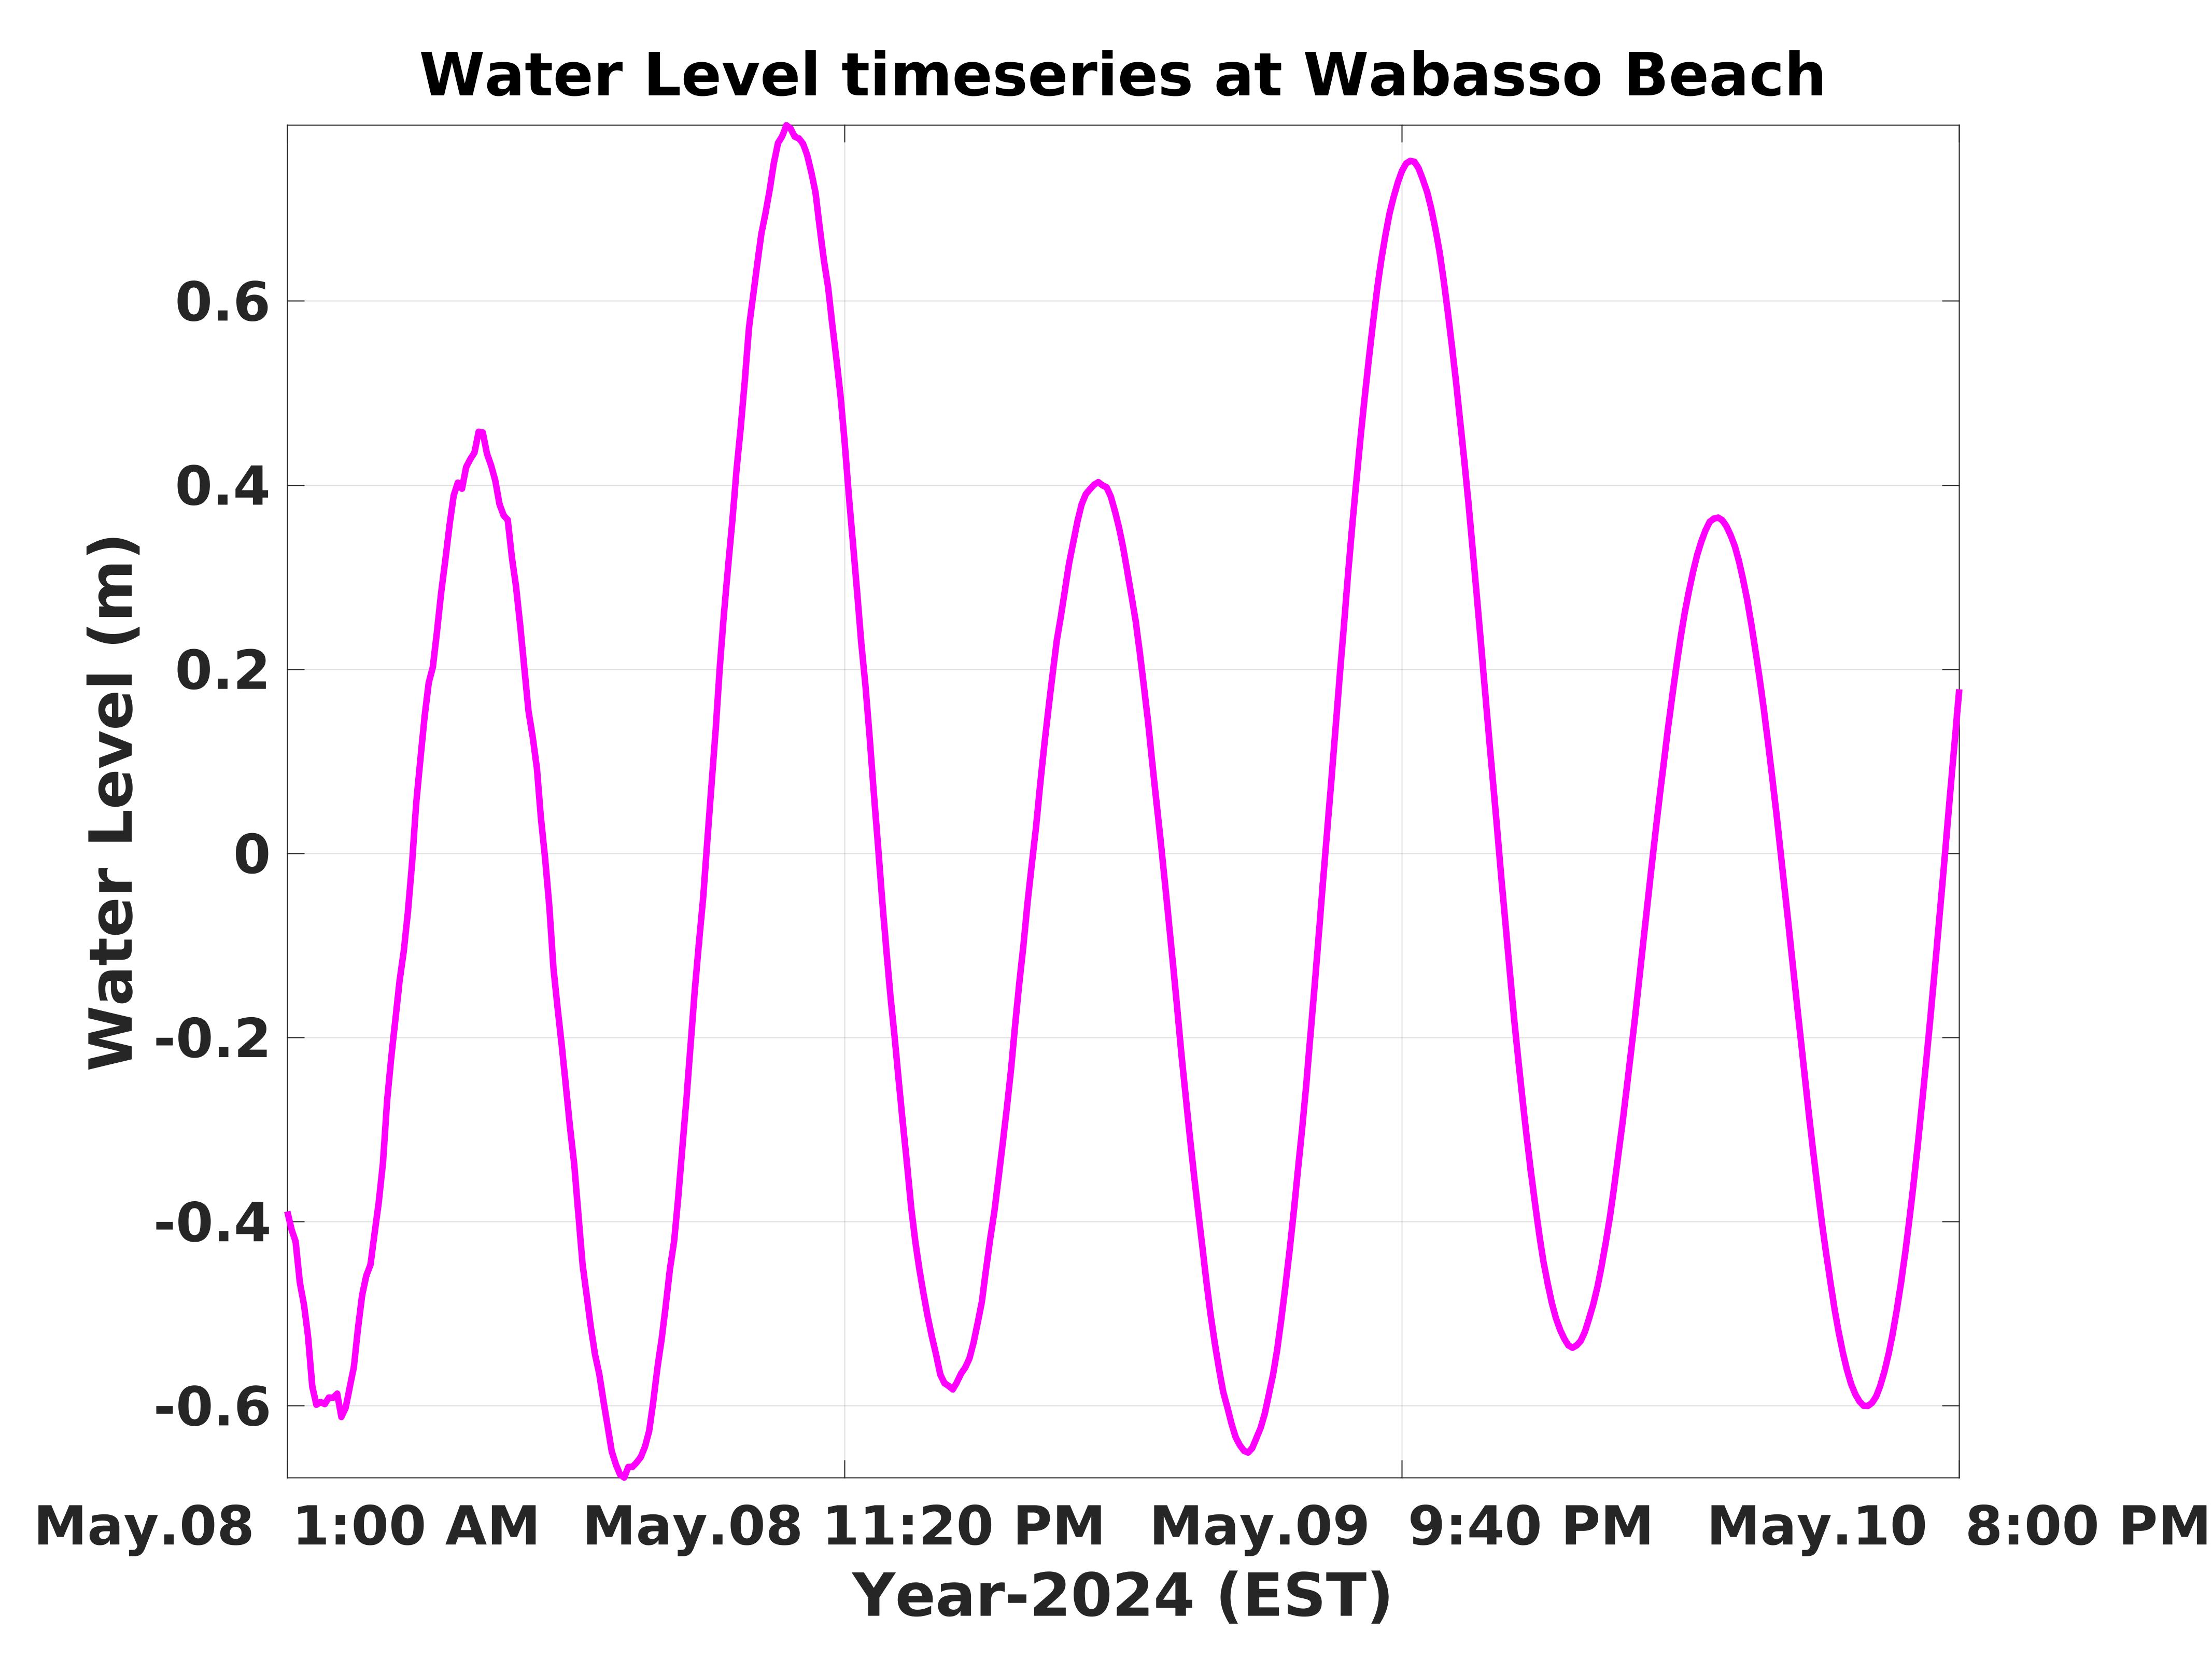 Water Level timeseries at Wabasso Beach
Water Level (m)
0.6
0.4
0.2
0
-0.2
-0.4
-0.6
May.08 1:00 AM May.08 11:20 PM May.09 9:40 PM May.10 8:00 PM
Year-2024 (EST)